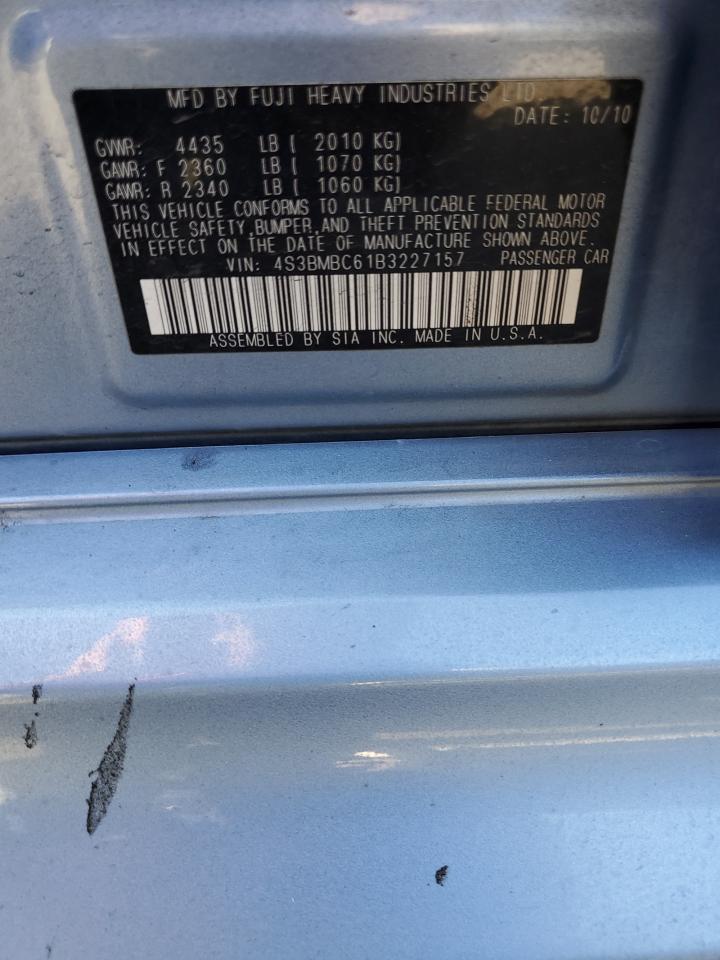 MFD BY FUJI HEAVY INDUSTRIES LTD.
DATE: 10/10
GVWR: 4435 LB ( 2010 KG)
GAWR: F 2360 LB ( 1070 KG)
GAWR: R 2340 LB ( 1060 KG)
THIS VEHICLE CONFORMS TO ALL APPLICABLE FEDERAL MOTOR
VEHICLE SAFETY,BUMPER,AND THEFT PREVENTION STANDARDS
IN EFFECT ON THE DATE OF MANUFACTURE SHOWN ABOVE.
VIN: 4S3BMBC61B3227157 PASSENGER CAR
ASSEMBLED BY SIA INC. MADE IN U.S.A.